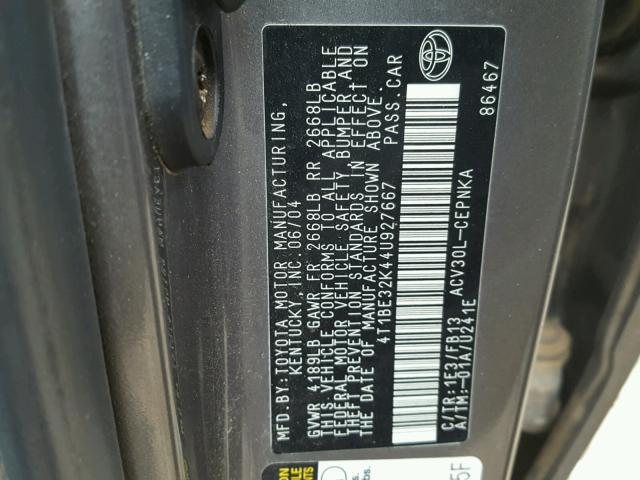 MFD.BY:TOYOTA MOTOR MANUFACTURING,
KENTUCKY,INC.06/04
GVWR 4189LB GAWR FR 2668LB RR 2668LB
THIS VEHICLE CONFORMS TO ALL APPLICABLE
FEDERAL MOTOR VEHICLE SAFETY, BUMPER, AND
THEFT PREVENTION STANDARDS IN EFFECT ON
THE DATE OF MANUFACTURE SHOWN ABOVE.
4T1BE32K44U927667 PASS.CAR
C/TR:1E3/FB13 ACV30L-CEPNKA
A/TM:-01A/U241E
86467
5F